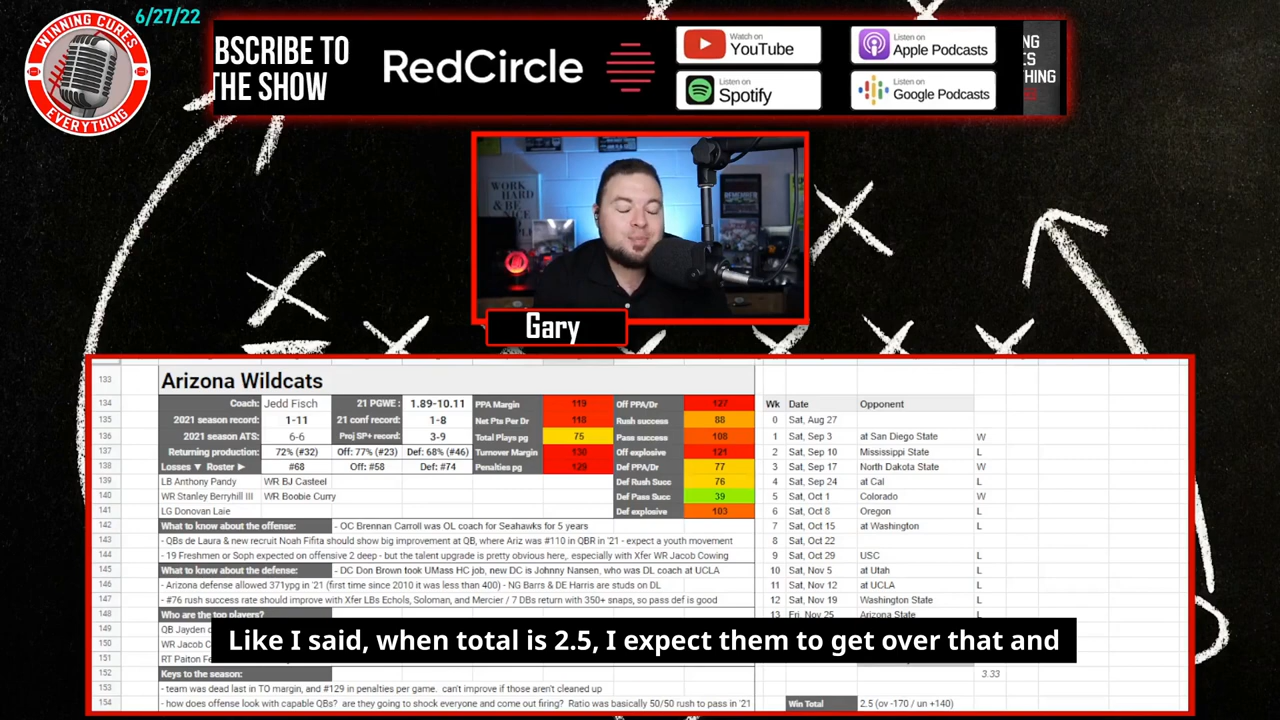 6/27/22
WINNING CURES
EVERYTHING
BSCRIBE TO
THE SHOW
RedCircle
Watch on
YouTube
Listen on
Spotify
Listen on
Apple Podcasts
Listen on
Google Podcasts
NG
ES
THING
WORK
HARD
& BE
NICE
Gary
133 Arizona Wildcats
134 Coach: Jedd Fisch 21 PGWE : 1.89-10.11 PPA Margin 119 Off PPA/Dr 127 Wk Date Opponent
135 2021 season record: 1-11 21 conf record: 1-8 Net Pts Per Dr 118 Rush success 88 0 Sat, Aug 27
136 2021 season ATS: 6-6 Proj SP+ record: 3-9 Total Plays pg 75 Pass success 108 1 Sat, Sep 3 at San Diego State W
137 Returning production: 72% (#32) Off: 77% (#23) Def: 68% (#46) Turnover Margin 130 Off explosive 121 2 Sat, Sep 10 Mississippi State L
138 Losses ▼ Roster ► #68 Off: #58 Def: #74 Penalties pg 129 Def PPA/Dr 77 3 Sat, Sep 17 North Dakota State W
139 LB Anthony Pandy WR BJ Casteel Def Rush Succ 76 4 Sat, Sep 24 at Cal L
140 WR Stanley Berryhill III WR Boobie Curry Def Pass Succ 39 5 Sat, Oct 1 Colorado W
141 LG Donovan Laie Def explosive 103 6 Sat, Oct 8 Oregon L
142 What to know about the offense: - OC Brennan Carroll was OL coach for Seahawks for 5 years 7 Sat, Oct 15 at Washington L
143 - QBs de Laura & new recruit Noah Fifita should show big improvement at QB, where Ariz was #110 in QBR in '21 - expect a youth movement 8 Sat, Oct 22
144 - 19 Freshmen or Soph expected on offensive 2 deep - but the talent upgrade is pretty obvious here,. especially with Xfer WR Jacob Cowing 9 Sat, Oct 29 USC L
145 What to know about the defense: - DC Don Brown took UMass HC job, new DC is Johnny Nansen, who was DL coach at UCLA 10 Sat, Nov 5 at Utah L
146 - Arizona defense allowed 371ypg in '21 (first time since 2010 it was less than 400) - NG Barrs & DE Harris are studs on DL 11 Sat, Nov 12 at UCLA L
147 - #76 rush success rate should improve with Xfer LBs Echols, Soloman, and Mercier / 7 DBs return with 350+ snaps, so pass def is good 12 Sat, Nov 19 Washington State L
148 Who are the top players? 13 Fri, Nov 25 Arizona State
149 QB Jayden d
150 WR Jacob C
151 RT Paiton Fe
Like I said, when total is 2.5, I expect them to get over that and
152 Keys to the season: 3.33
153 - team was dead last in TO margin, and #129 in penalties per game. can't improve if those aren't cleaned up
154 - how does offense look with capable QBs? are they going to shock everyone and come out firing? Ratio was basically 50/50 rush to pass in '21 Win Total 2.5 (ov -170 / un +140)